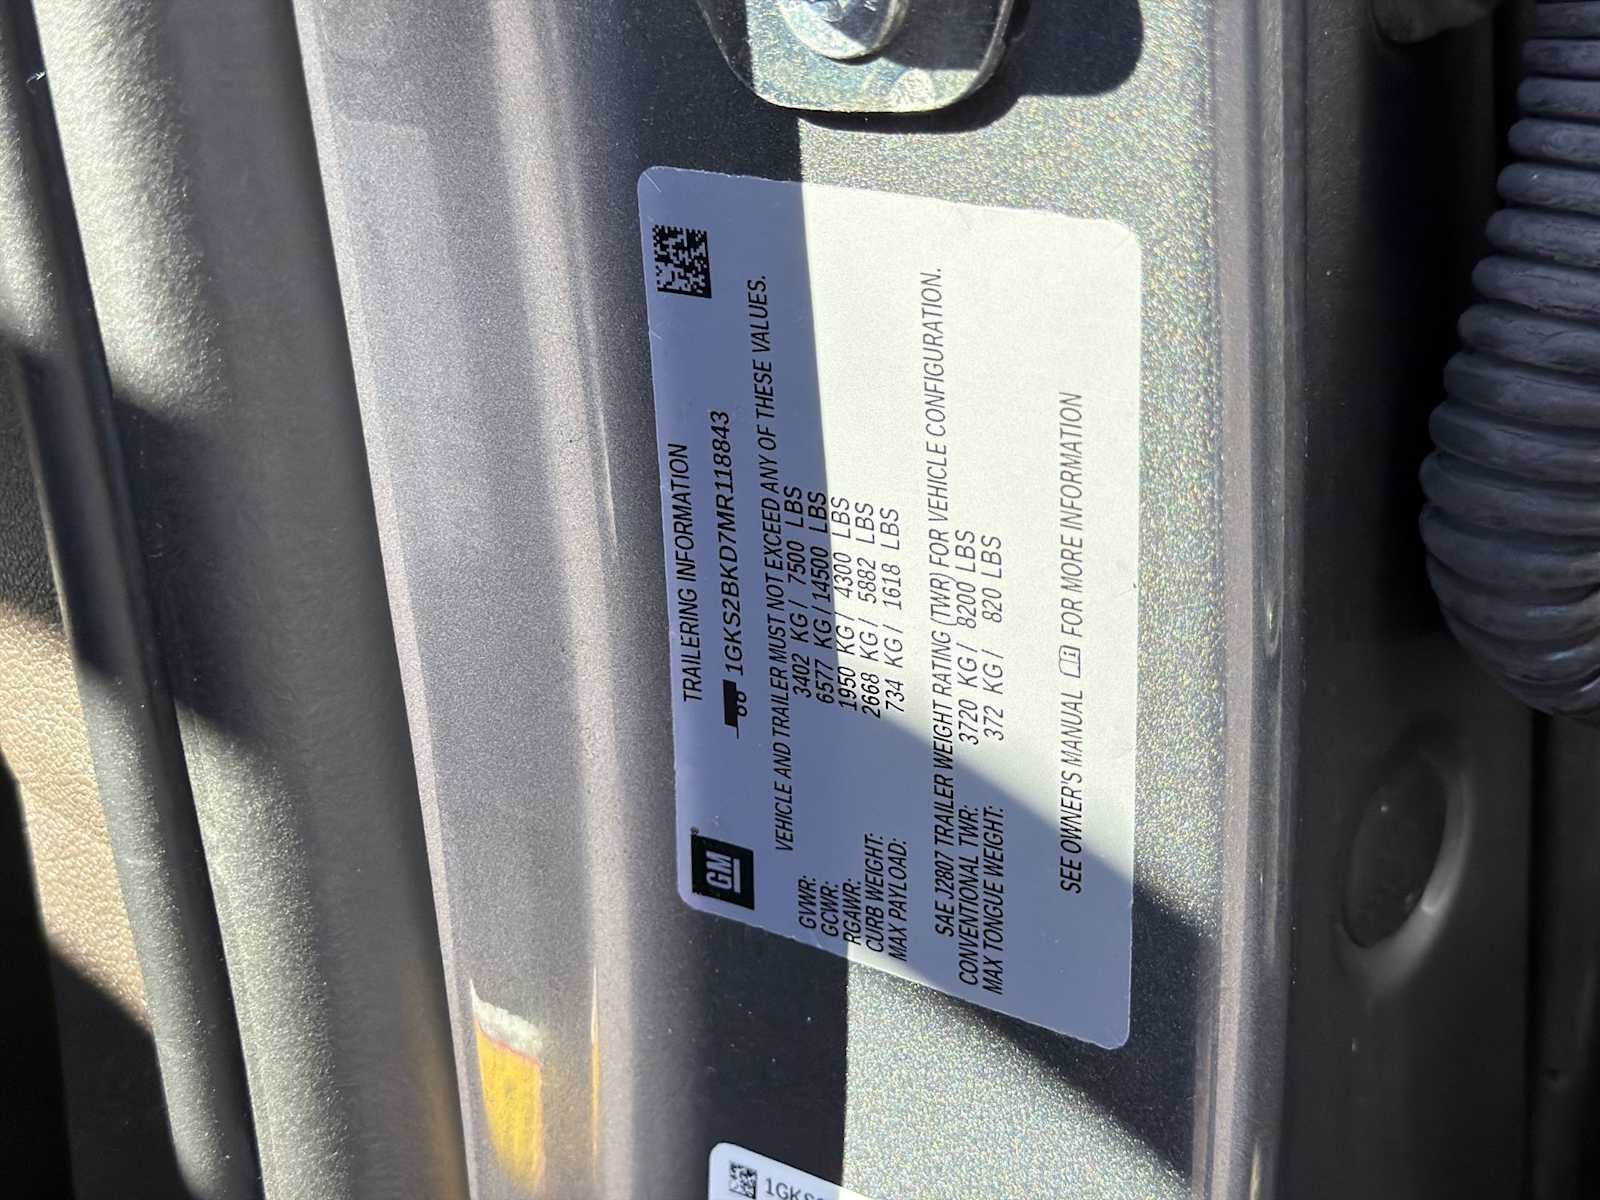 TRAILERING INFORMATION
GM
1GKS2BKD7MR118843
VEHICLE AND TRAILER MUST NOT EXCEED ANY OF THESE VALUES.
GVWR: 3402 KG / 7500 LBS
GCWR: 6577 KG / 14500 LBS
RGAWR: 1950 KG / 4300 LBS
CURB WEIGHT: 2668 KG / 5882 LBS
MAX PAYLOAD: 734 KG / 1618 LBS
SAE J2807 TRAILER WEIGHT RATING (TWR) FOR VEHICLE CONFIGURATION.
CONVENTIONAL TWR: 3720 KG / 8200 LBS
MAX TONGUE WEIGHT: 372 KG / 820 LBS
SEE OWNER'S MANUAL FOR MORE INFORMATION